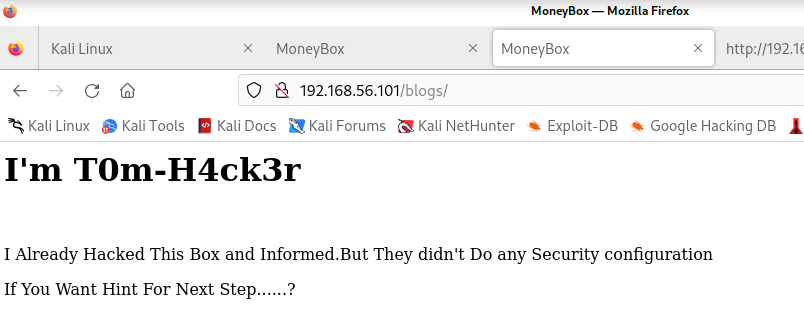 MoneyBox — Mozilla Firefox
Kali Linux
MoneyBox
MoneyBox
http://192.16
192.168.56.101/blogs/
Kali Linux Kali Tools Kali Docs Kali Forums Kali NetHunter Exploit-DB Google Hacking DB
I'm T0m-H4ck3r
I Already Hacked This Box and Informed.But They didn't Do any Security configuration
If You Want Hint For Next Step......?